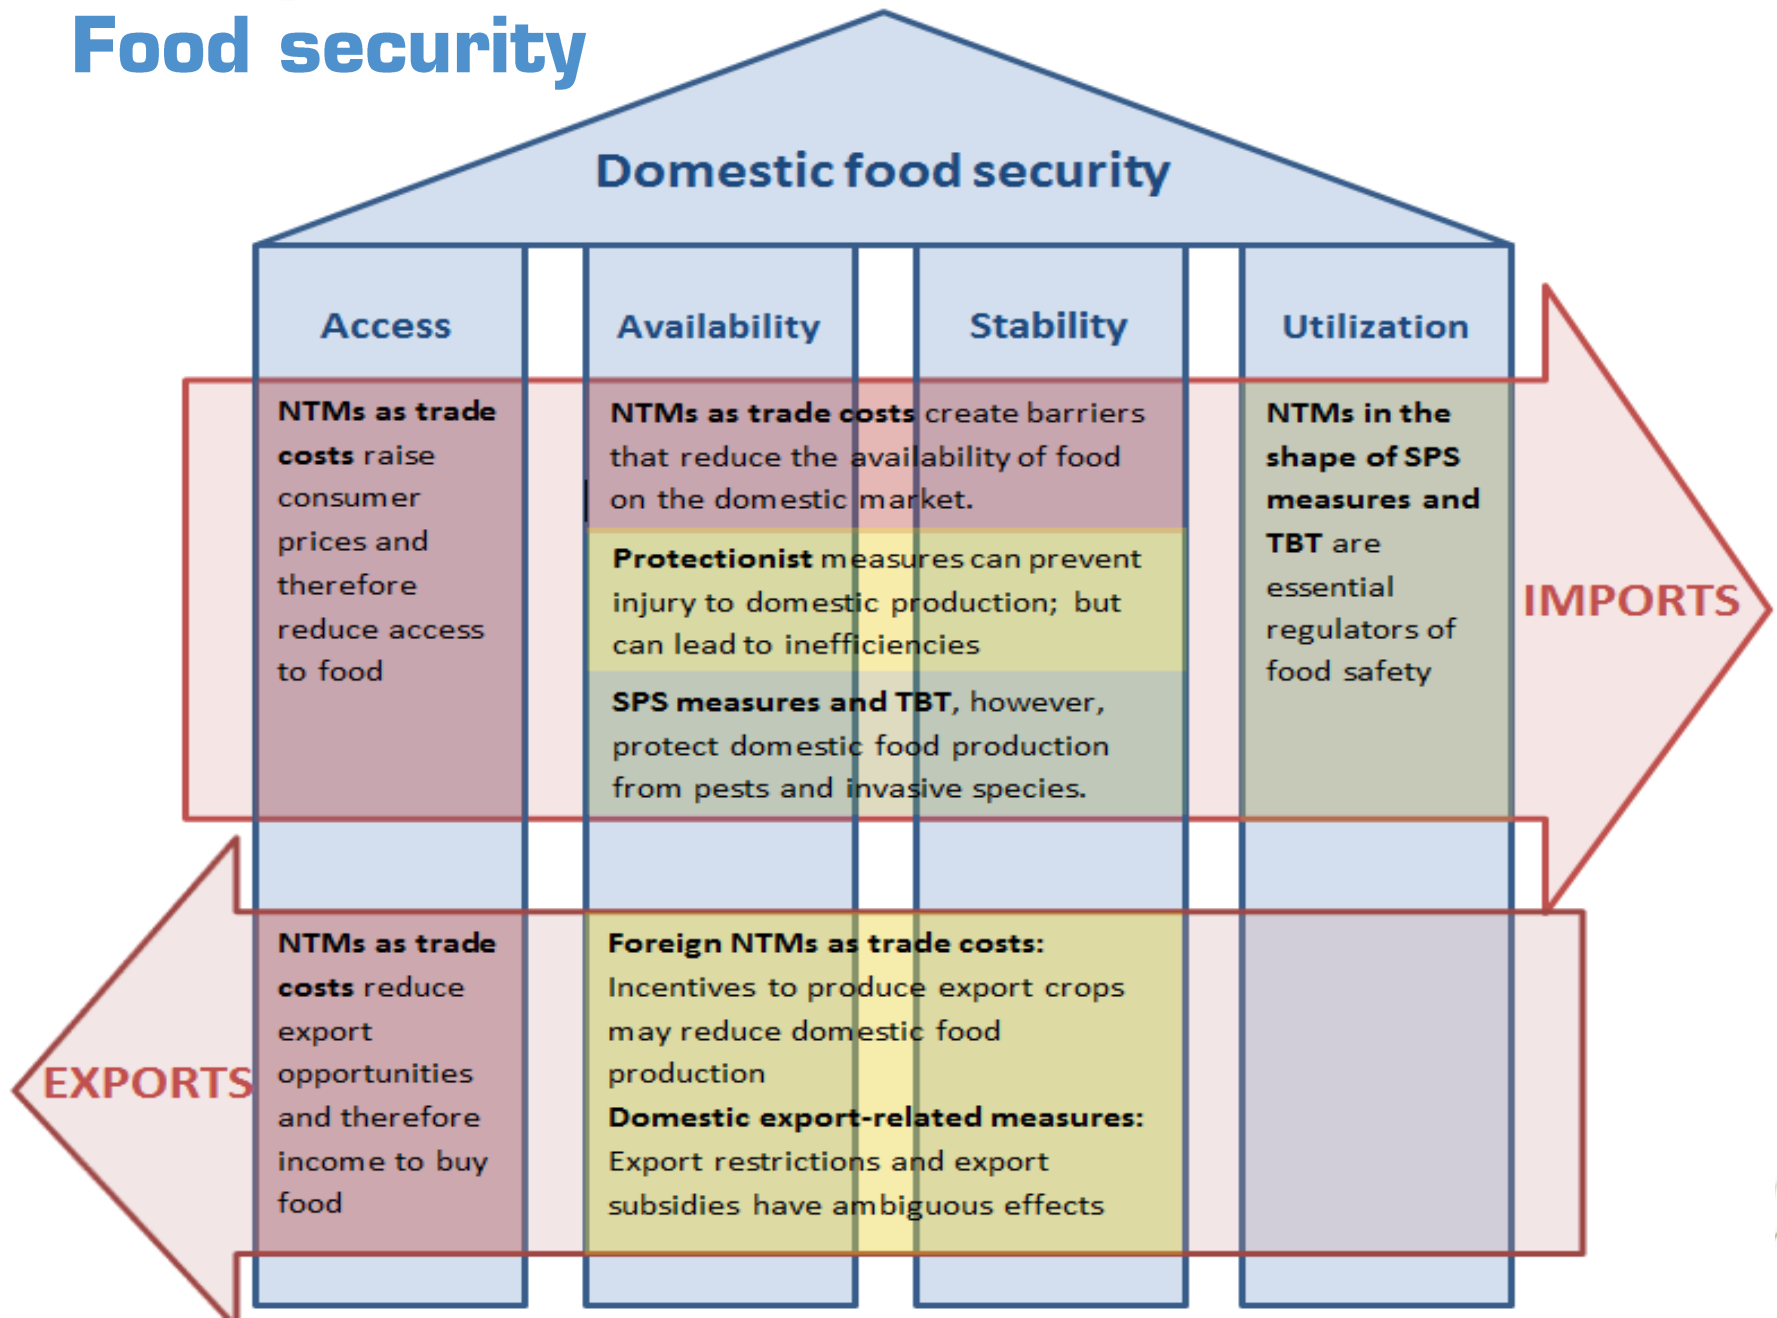 Food security
Domestic food security
Access
Availability
Stability
Utilization
NTMs as trade
costs raise
consumer
prices and
therefore
reduce access
to food
NTMs as trade costs create barriers
that reduce the availability of food
on the domestic market.
Protectionist measures can prevent
injury to domestic production; but
can lead to inefficiencies
SPS measures and TBT, however,
protect domestic food production
from pests and invasive species.
NTMs in the
shape of SPS
measures and
TBT are
essential
regulators of
food safety
IMPORTS
EXPORTS
NTMs as trade
costs reduce
export
opportunities
and therefore
income to buy
food
Foreign NTMs as trade costs:
Incentives to produce export crops
may reduce domestic food
production
Domestic export-related measures:
Export restrictions and export
subsidies have ambiguous effects